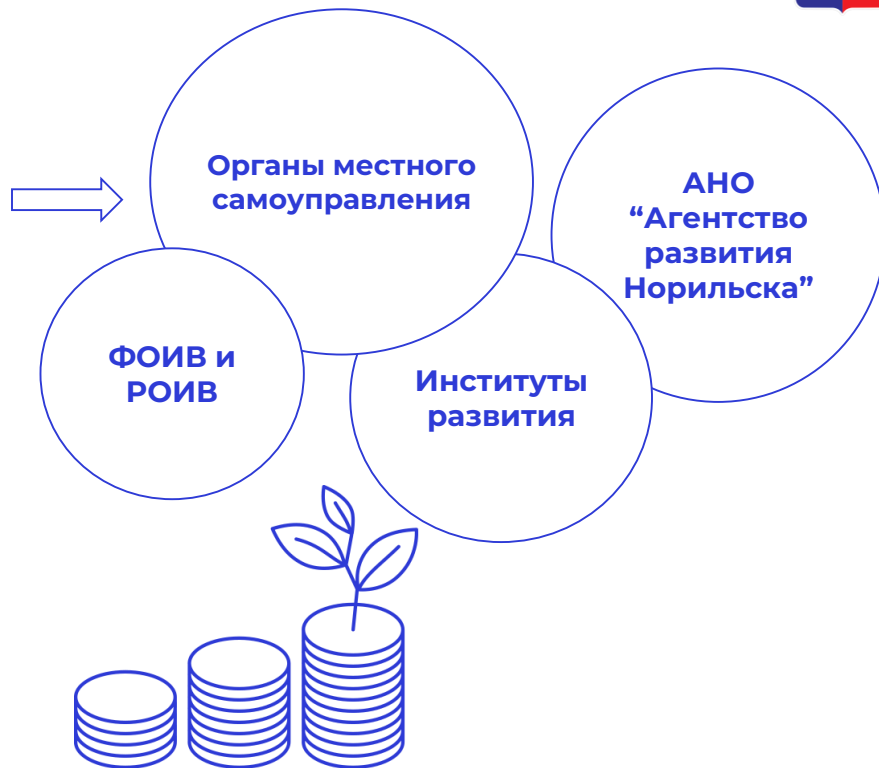 Органы местного
самоуправления
АНО
“Агентство
развития
Норильска”
ФОИВ и
РОИВ
Институты
развития